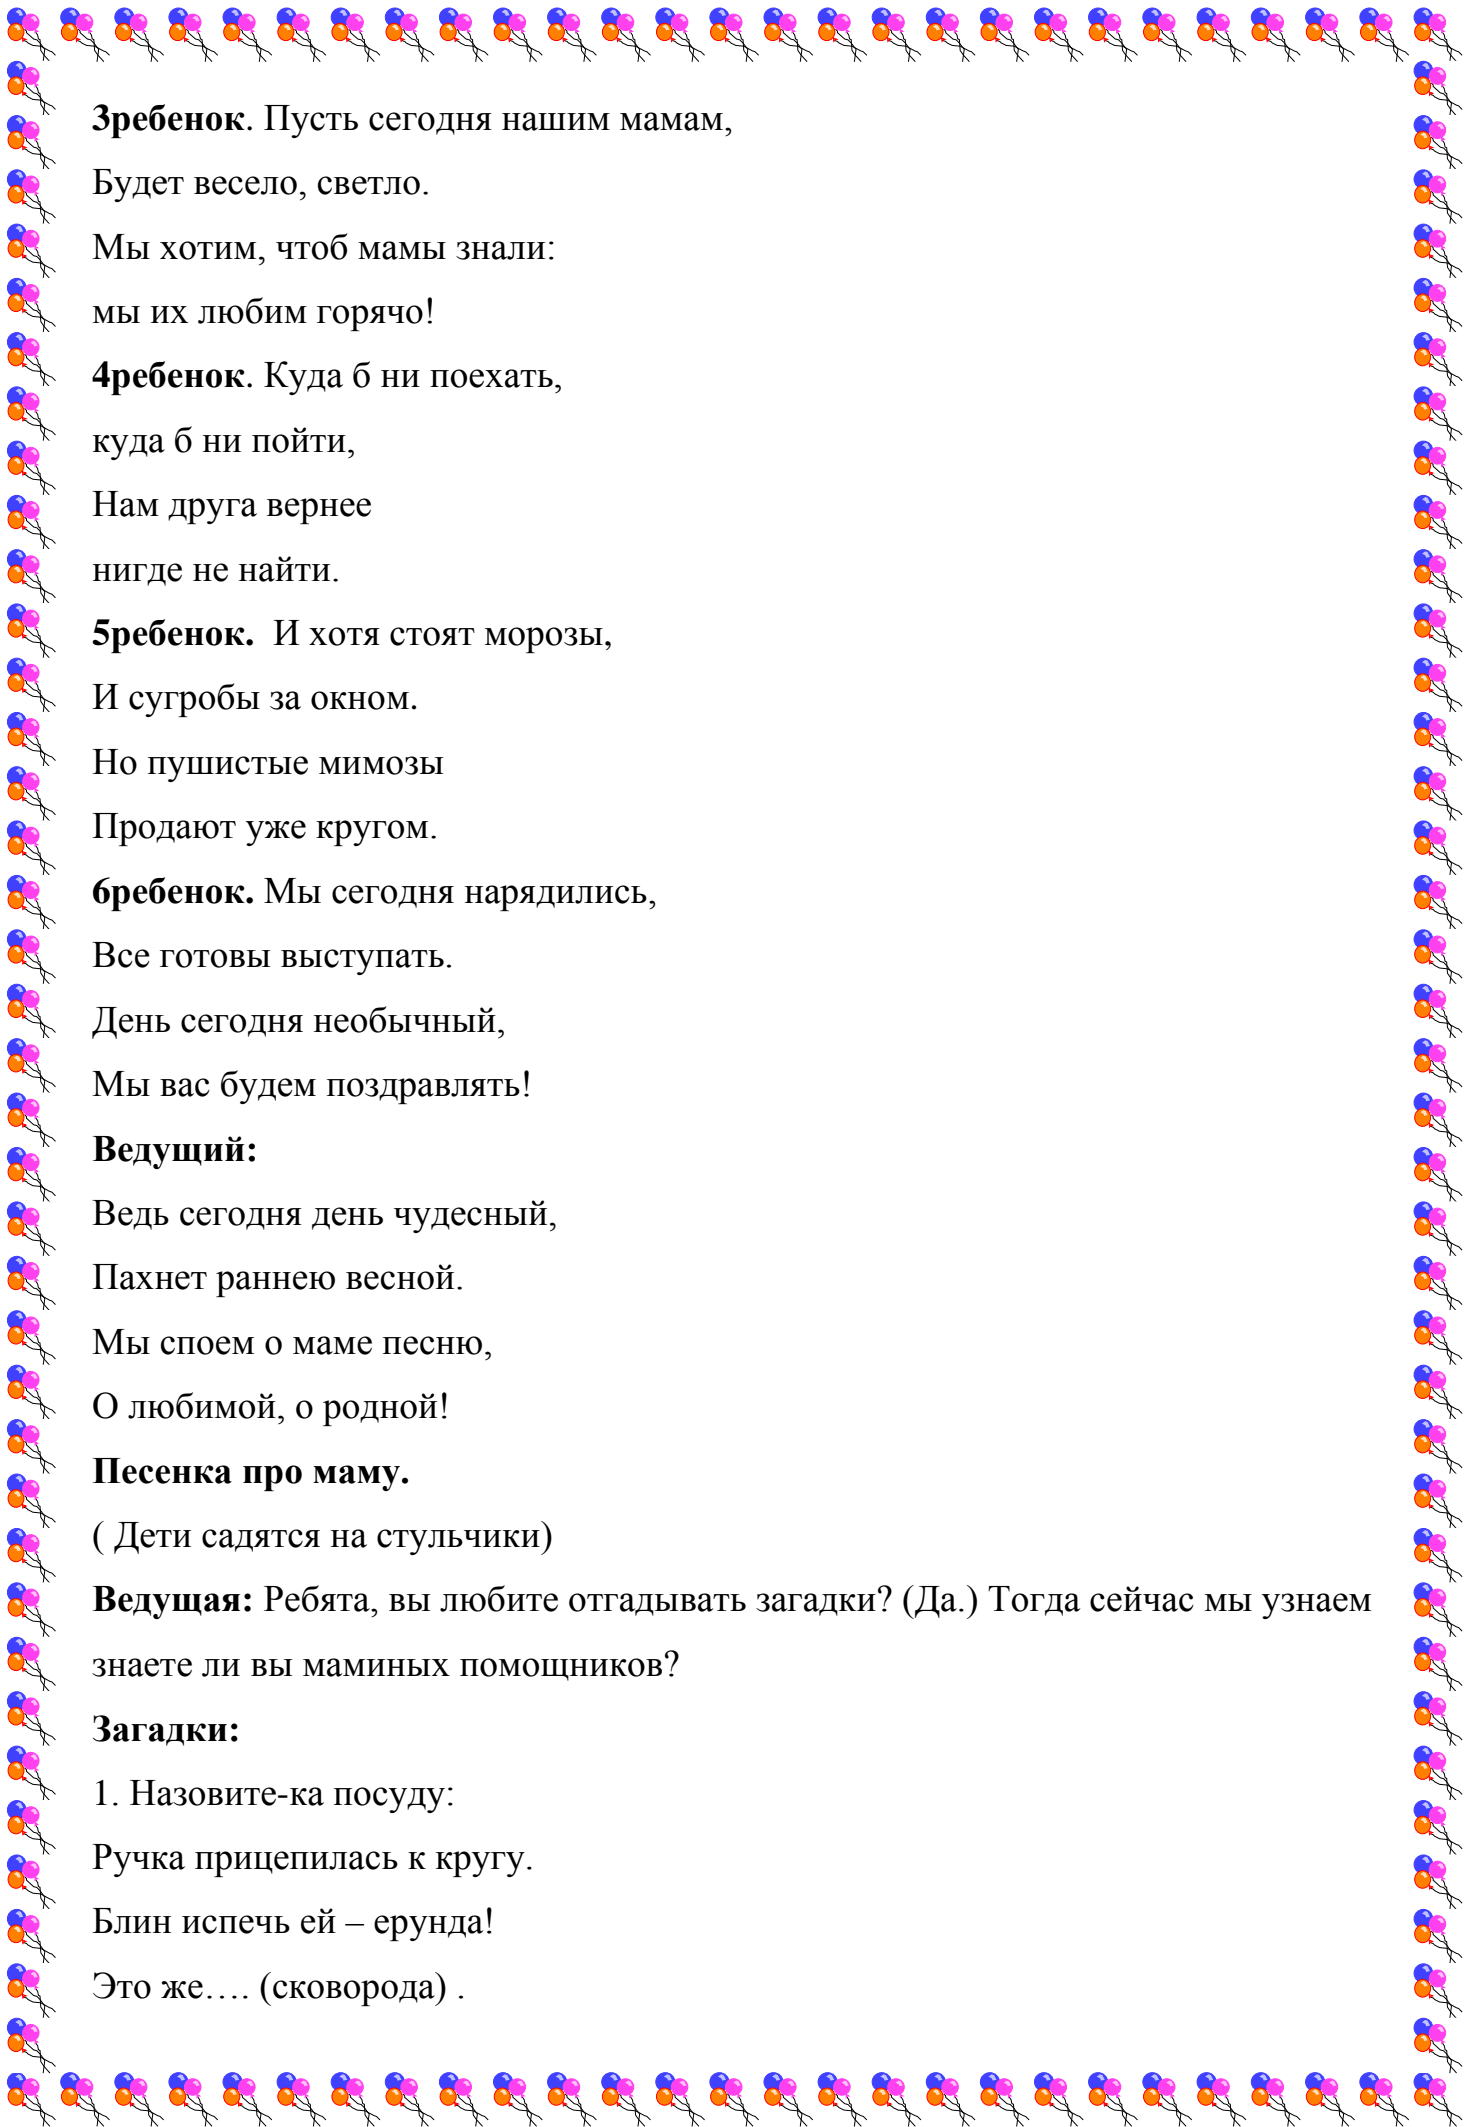 3ребенок. Пусть сегодня нашим мамам,
Будет весело, светло.
Мы хотим, чтоб мамы знали:
мы их любим горячо!
4ребенок. Куда б ни поехать,
куда б ни пойти,
Нам друга вернее
нигде не найти.
5ребенок.  И хотя стоят морозы,
И сугробы за окном.
Но пушистые мимозы
Продают уже кругом.
6ребенок. Мы сегодня нарядились,
Все готовы выступать.
День сегодня необычный,
Мы вас будем поздравлять!
Ведущий:
Ведь сегодня день чудесный,
Пахнет раннею весной.
Мы споем о маме песню,
О любимой, о родной!
Песенка про маму.
( Дети садятся на стульчики)
Ведущая: Ребята, вы любите отгадывать загадки? (Да.) Тогда сейчас мы узнаем
знаете ли вы маминых помощников?
Загадки:
1. Назовите-ка посуду:
Ручка прицепилась к кругу.
Блин испечь ей – ерунда!
Это же…. (сковорода) .